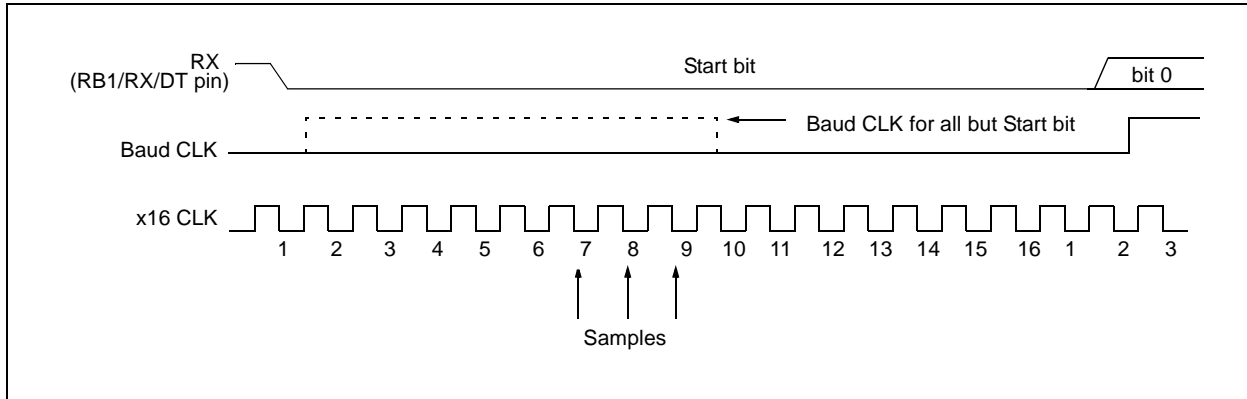 RX
(RB1/RX/DT pin)
Start bit
bit 0
Baud CLK for all but Start bit
Baud CLK
x16 CLK
1 2 3 4 5 6 7 8 9 10 11 12 13 14 15 16 1 2 3
Samples